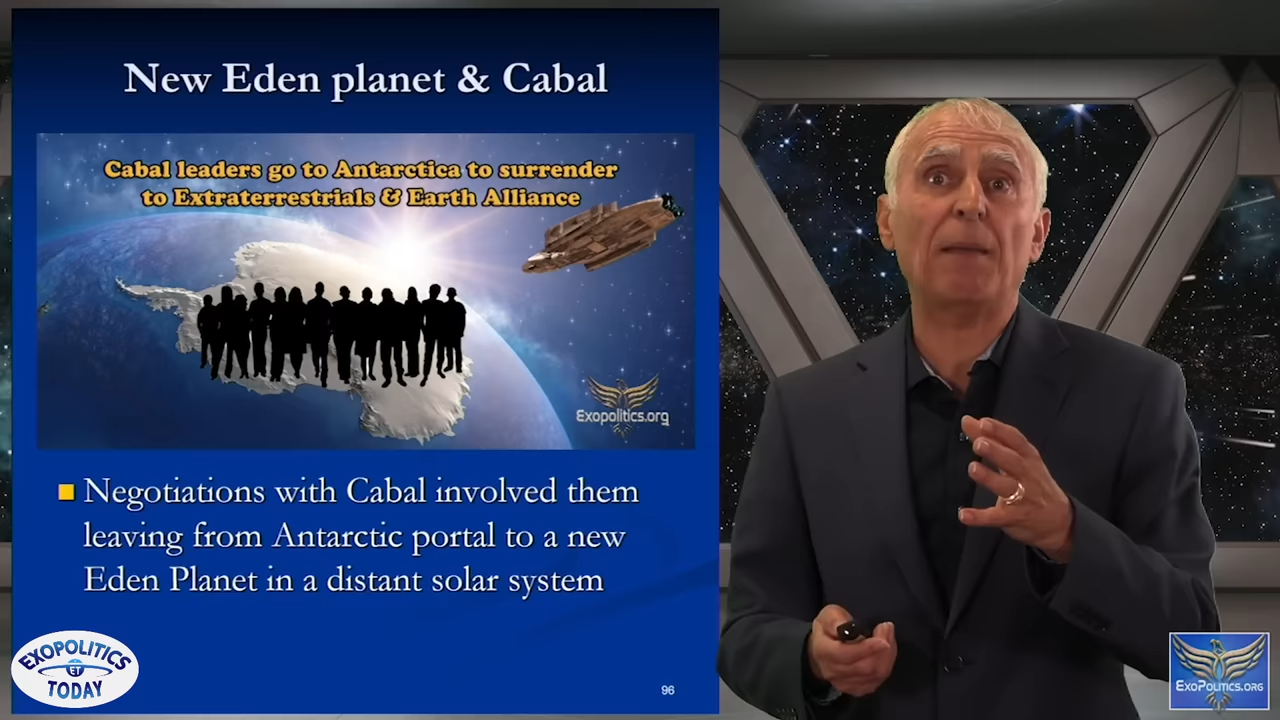 New Eden planet & Cabal
Cabal leaders go to Antarctica to surrender
to Extraterrestrials & Earth Alliance
Exopolitics.org
Negotiations with Cabal involved them
leaving from Antarctic portal to a new
Eden Planet in a distant solar system
96
EXOPOLITICS
ET
TODAY
EXOPOLITICS.ORG